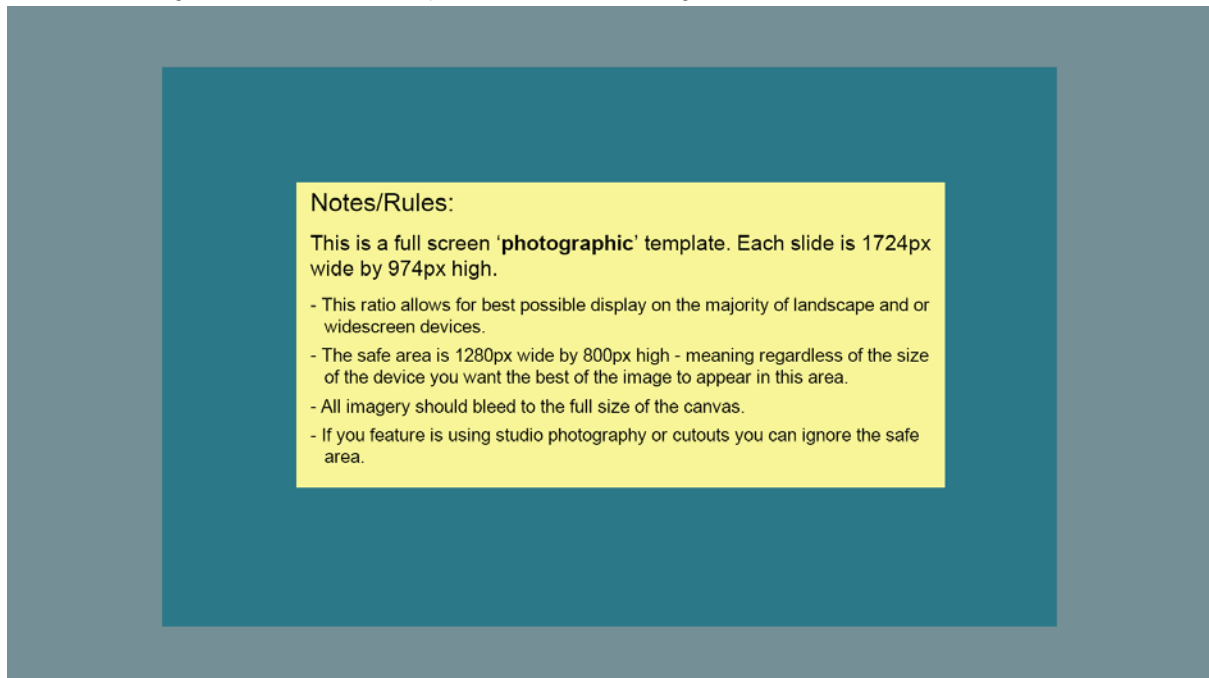 Notes/Rules:
This is a full screen ‘photographic’ template. Each slide is 1724px
wide by 974px high.
- This ratio allows for best possible display on the majority of landscape and or
widescreen devices.
- The safe area is 1280px wide by 800px high - meaning regardless of the size
of the device you want the best of the image to appear in this area.
- All imagery should bleed to the full size of the canvas.
- If you feature is using studio photography or cutouts you can ignore the safe
area.